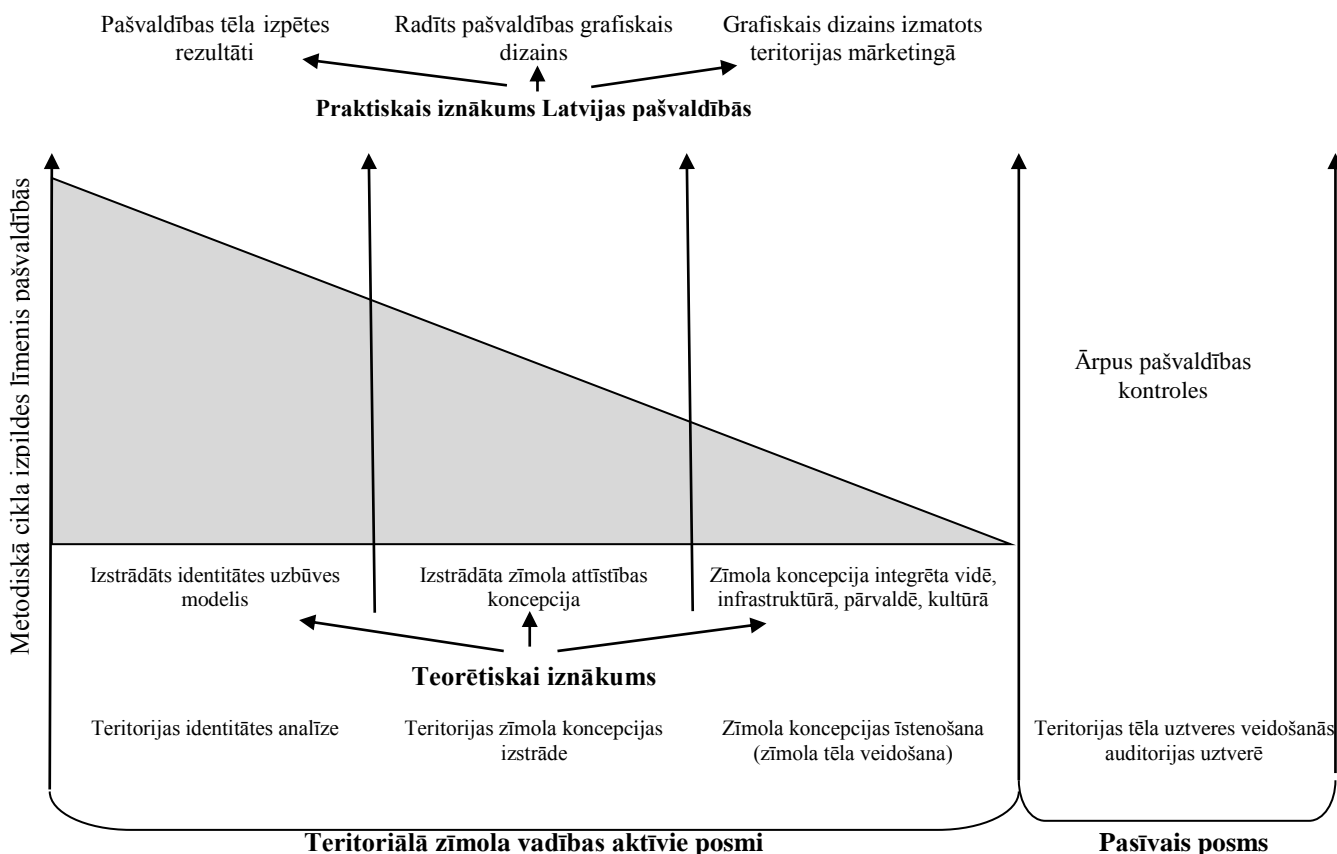 Pašvaldības tēla izpētes
rezultāti
Radīts pašvaldības grafiskais
dizains
Grafiskais dizains izmatots
teritorijas mārketingā
Praktiskais iznākums Latvijas pašvaldībās
Metodiskā cikla izpildes līmenis pašvaldībās
Ārpus pašvaldības
kontroles
Izstrādāts identitātes uzbūves
modelis
Izstrādāta zīmola attīstības
koncepcija
Zīmola koncepcija integrēta vidē,
infrastruktūrā, pārvaldē, kultūrā
Teorētiskai iznākums
Teritorijas identitātes analīze
Teritorijas zīmola koncepcijas
izstrāde
Zīmola koncepcijas īstenošana
(zīmola tēla veidošana)
Teritorijas tēla uztveres veidošanās
auditorijas uztverē
Teritoriālā zīmola vadības aktīvie posmi
Pasīvais posms